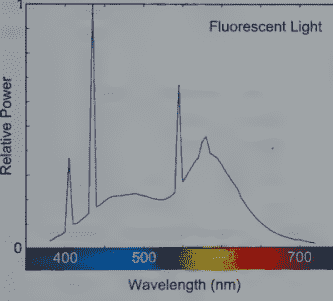 1
Fluorescent Light
Relative Power
0
400 500 600 700
Wavelength (nm)